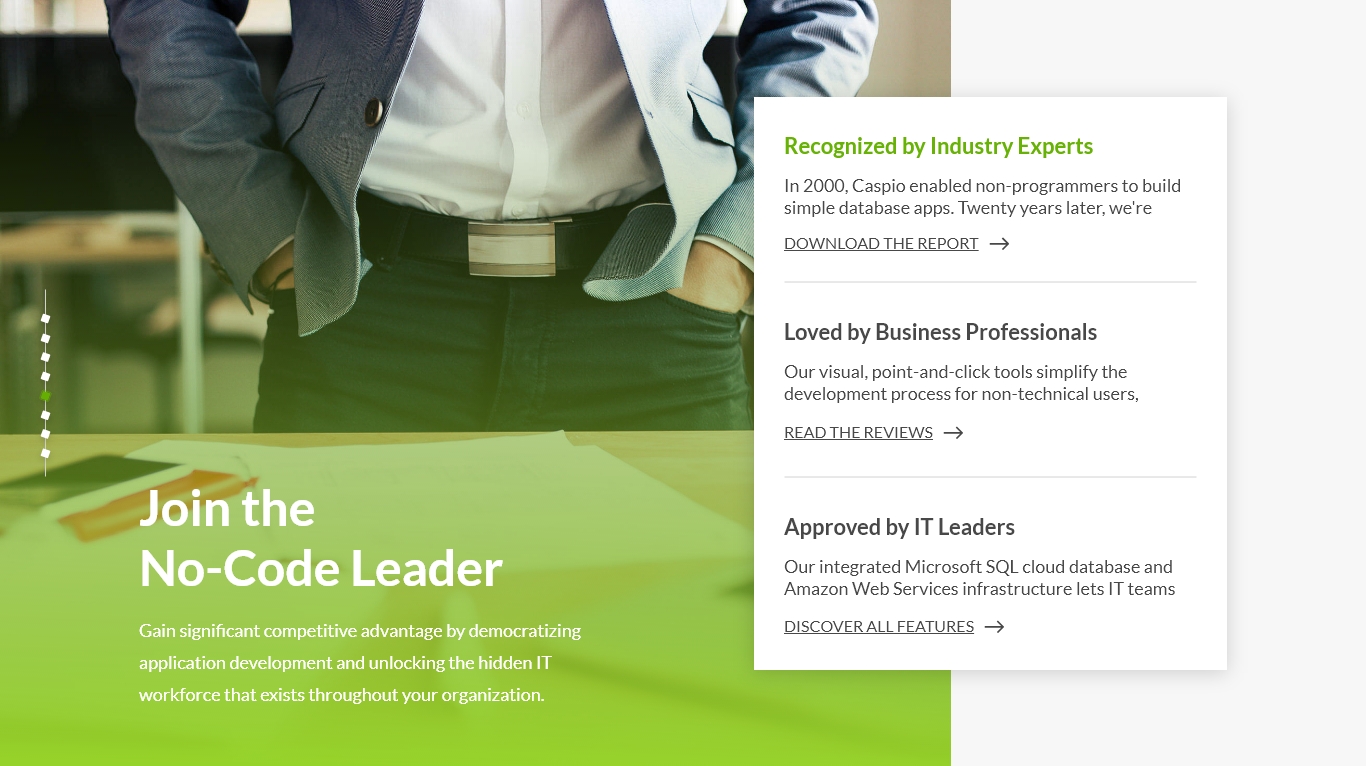 Join the
No-Code Leader
Gain significant competitive advantage by democratizing
application development and unlocking the hidden IT
workforce that exists throughout your organization.
Recognized by Industry Experts
In 2000, Caspio enabled non-programmers to build
simple database apps. Twenty years later, we're
DOWNLOAD THE REPORT
Loved by Business Professionals
Our visual, point-and-click tools simplify the
development process for non-technical users,
READ THE REVIEWS
Approved by IT Leaders
Our integrated Microsoft SQL cloud database and
Amazon Web Services infrastructure lets IT teams
DISCOVER ALL FEATURES